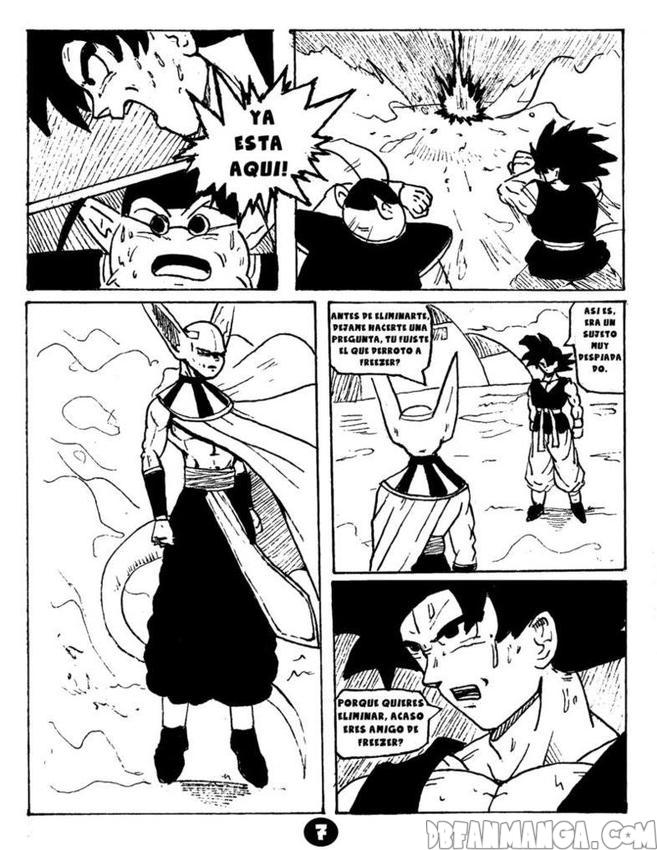 YA
ESTA
AQUI!
ANTES DE ELIMINARTE,
DEJAME HACERTE UNA
PREGUNTA, TU FUISTE
EL QUE DERROTO A
FREEZER?
ASI ES,
ERA UN
SUJETO
MUY
DESPIADA
DO.
PORQUE QUIERES
ELIMINAR, ACASO
ERES AMIGO DE
FREEZER?
7
DBFANMANGA.COM